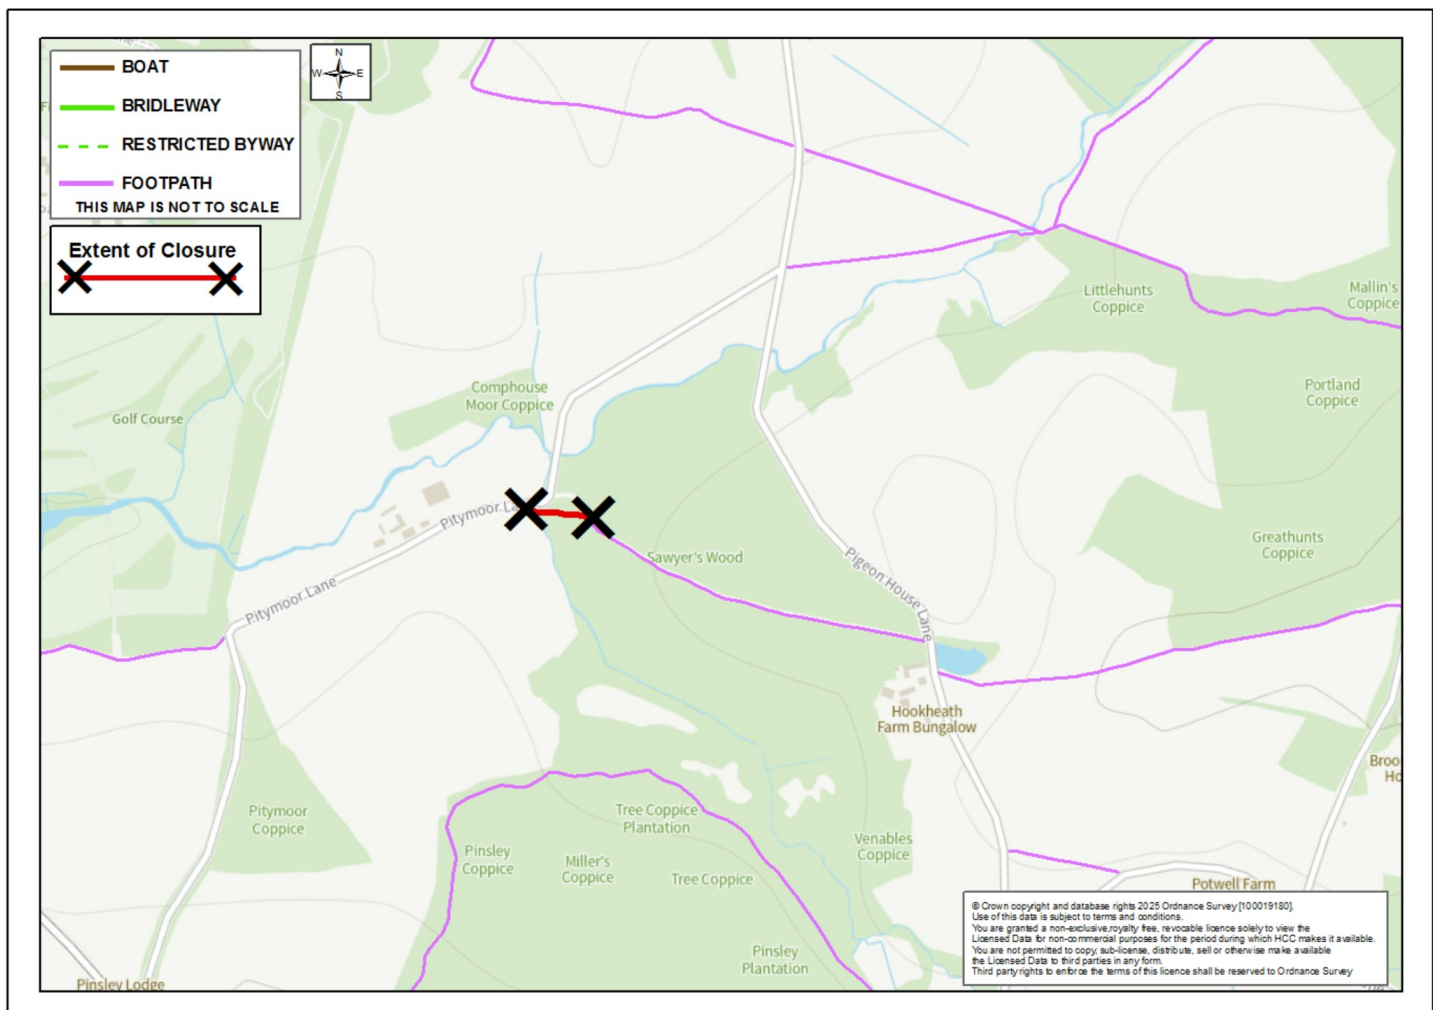 BOAT
BRIDLEWAY
RESTRICTED BYWAY
FOOTPATH
THIS MAP IS NOT TO SCALE
N
W
E
S
Extent of Closure
Littlehunts
Coppice
Mallin's
Coppice
Portland
Coppice
Comphouse
Moor Coppice
Golf Course
Pitymoor La
Sawyer's Wood
Greathunts
Coppice
Pigeon House Lane
Pitymoor Lane
Hookheath
Farm Bungalow
Broo
Ho
Pitymoor
Coppice
Tree Coppice
Plantation
Pinsley
Coppice
Miller's
Coppice
Tree Coppice
Venables
Coppice
Potwell Farm
Pinsley
Plantation
Pinsley Lodge
© Crown copyright and database rights 2025 Ordnance Survey [100019180].
Use of this data is subject to terms and conditions.
You are granted a non-exclusive,royalty free, revocable licence solely to view the
Licensed Data for non-commercial purposes for the period during which HCC makes it available.
You are not permitted to copy, sub-license, distribute, sell or otherwise make available
the Licensed Data to third parties in any form.
Third party rights to enforce the terms of this licence shall be reserved to Ordnance Survey